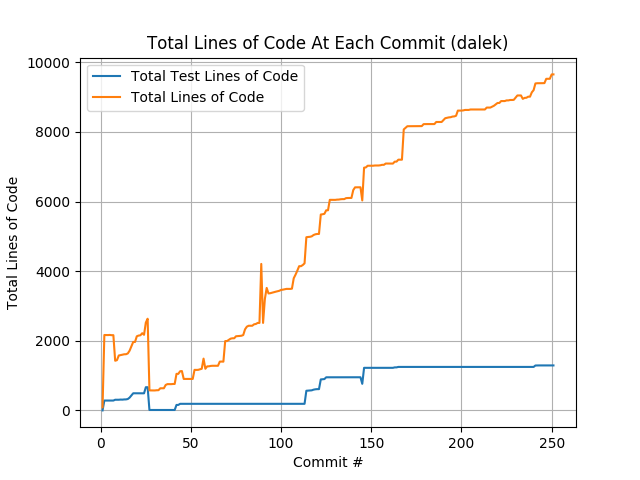 Total Lines of Code At Each Commit (dalek)
Total Test Lines of Code
Total Lines of Code
10000
8000
6000
4000
2000
0
Total Lines of Code
0 50 100 150 200 250
Commit #